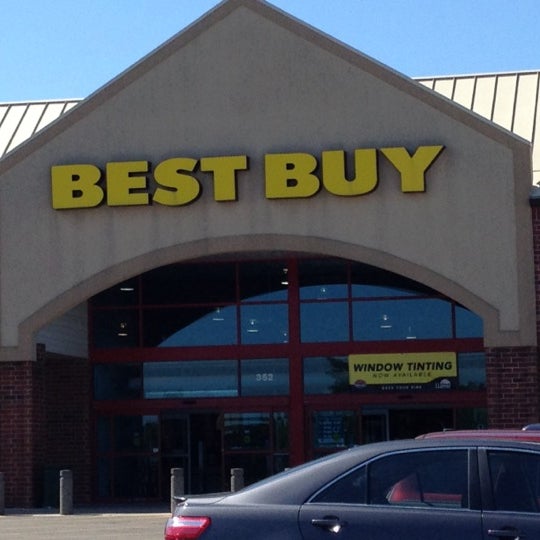 BEST BUY
352
WINDOW TINTING
NOW AVAILABLE